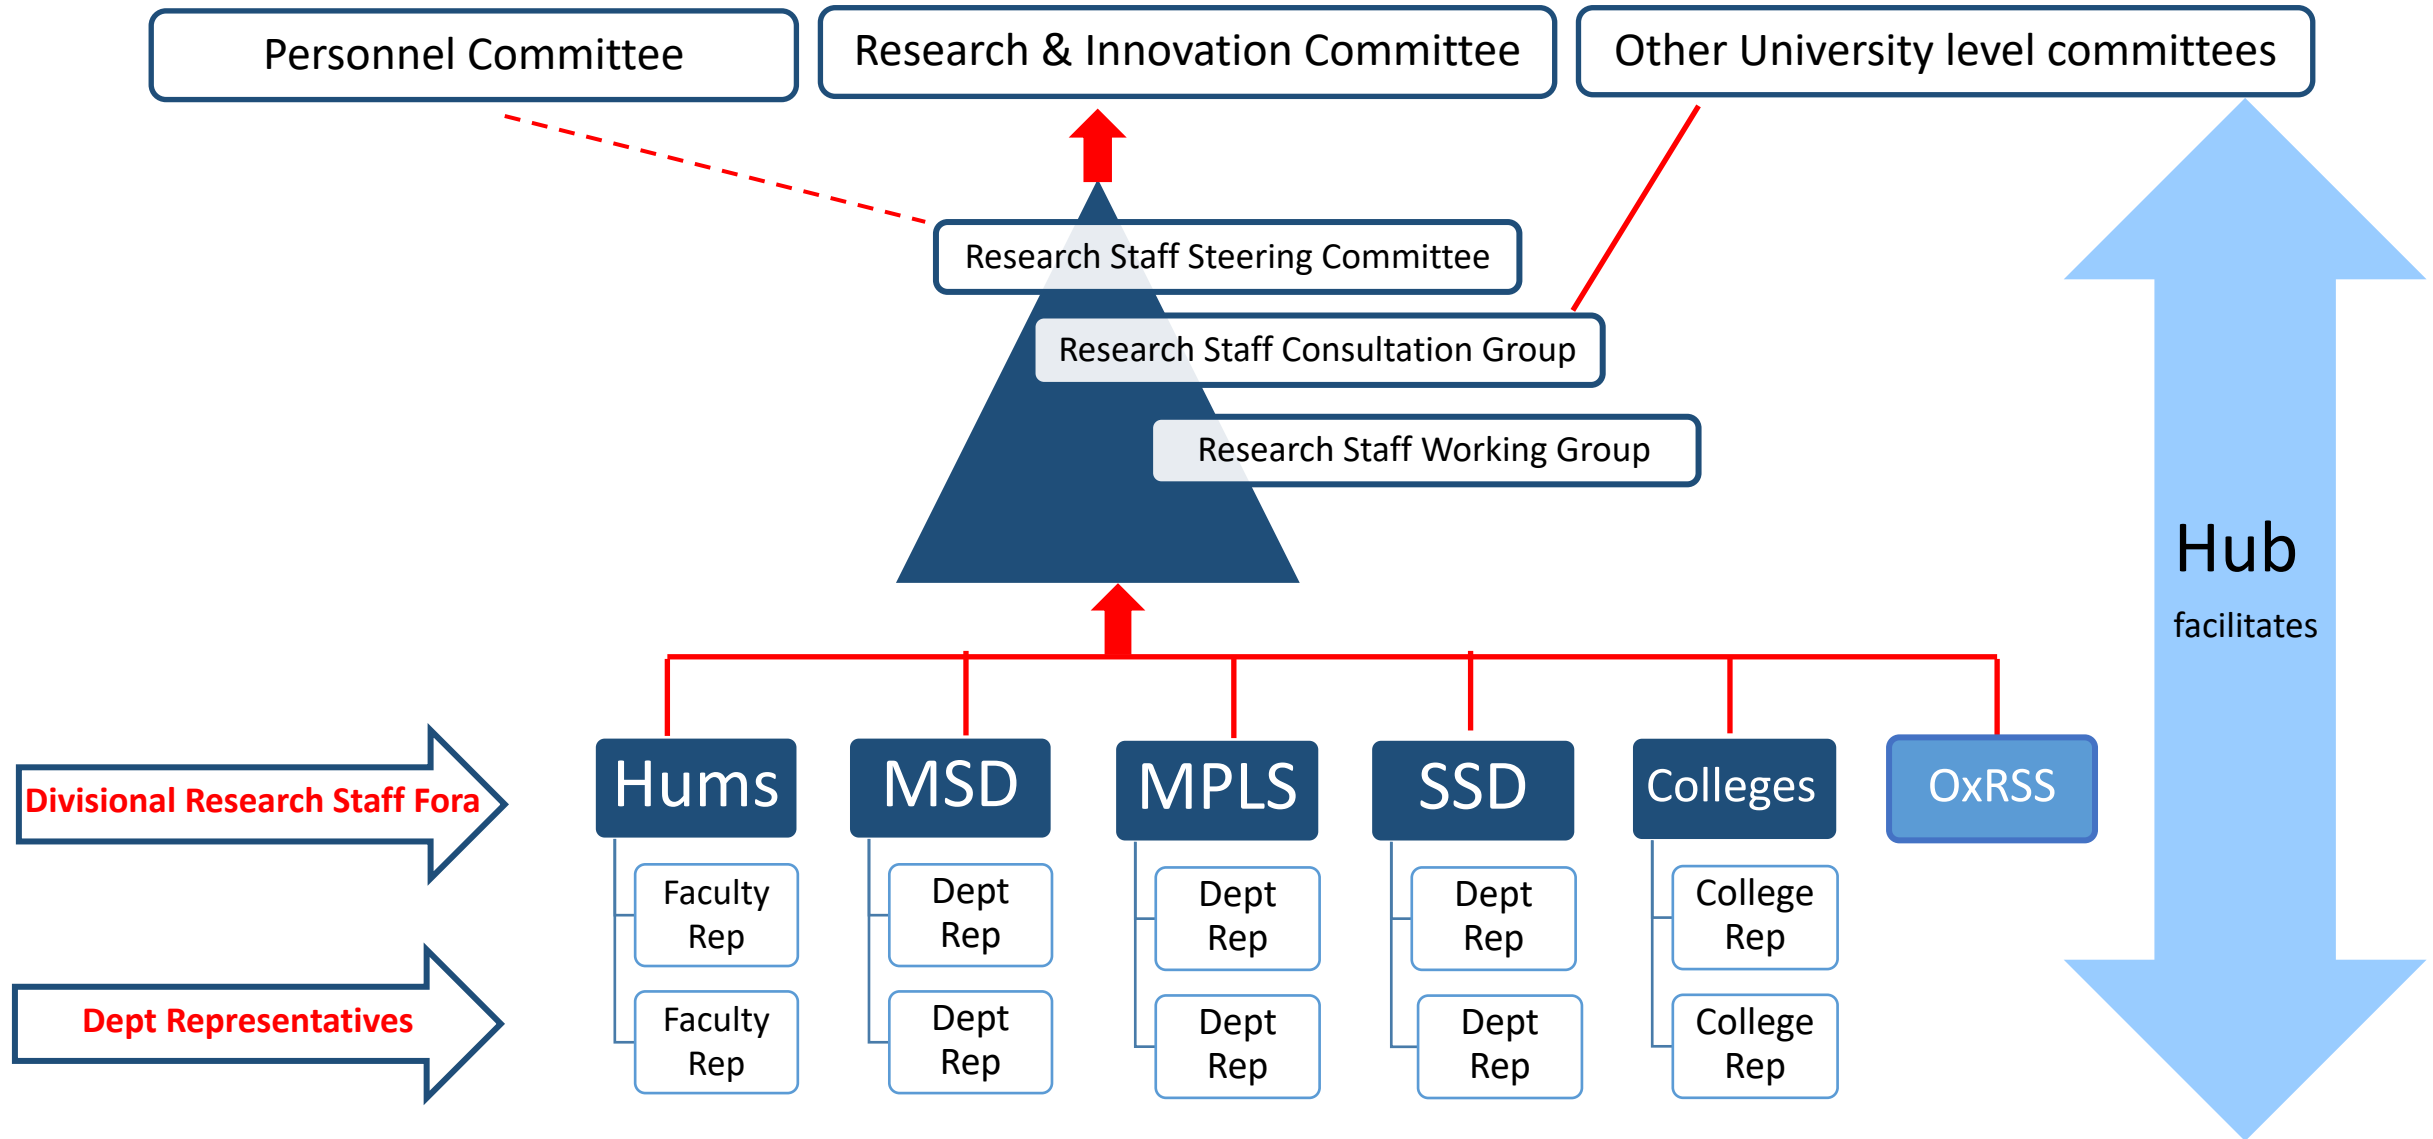 Personnel Committee
Research & Innovation Committee
Other University level committees
Research Staff Steering Committee
Research Staff Consultation Group
Research Staff Working Group
Hub
facilitates
Divisional Research Staff Fora
Hums
MSD
MPLS
SSD
Colleges
OxRSS
Faculty
Rep
Dept
Rep
Dept
Rep
Dept
Rep
College
Rep
Dept Representatives
Faculty
Rep
Dept
Rep
Dept
Rep
Dept
Rep
College
Rep